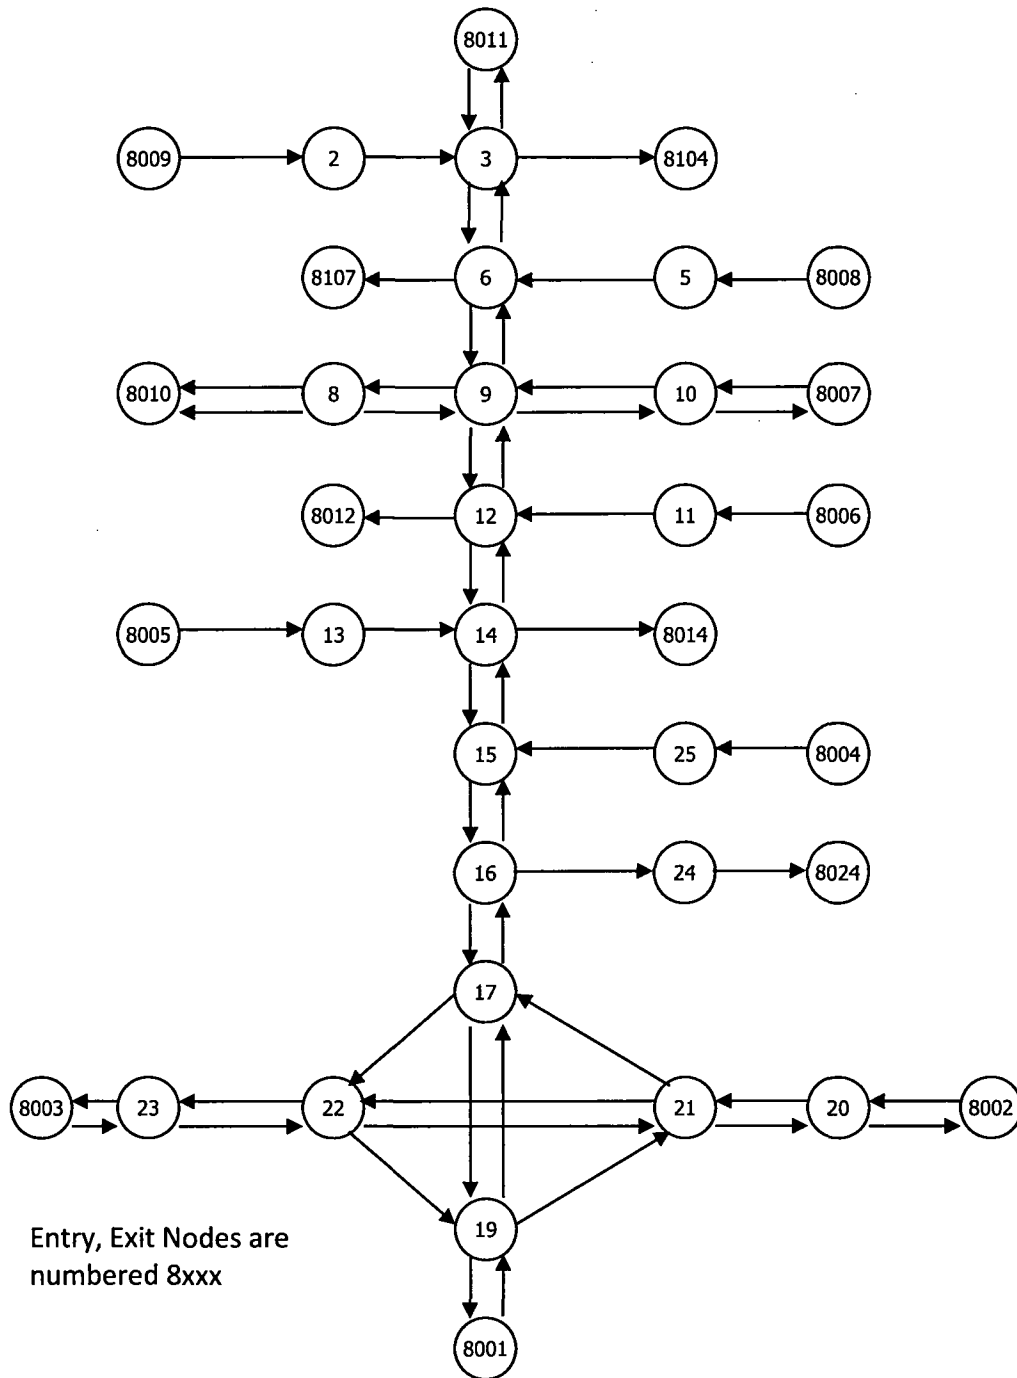 8011
8009 2 3 8104
8107 6 5 8008
8010 8 9 10 8007
8012 12 11 8006
8005 13 14 8014
15 25 8004
16 24 8024
17
8003 23 22 21 20 8002
19
Entry, Exit Nodes are
numbered 8xxx
8001